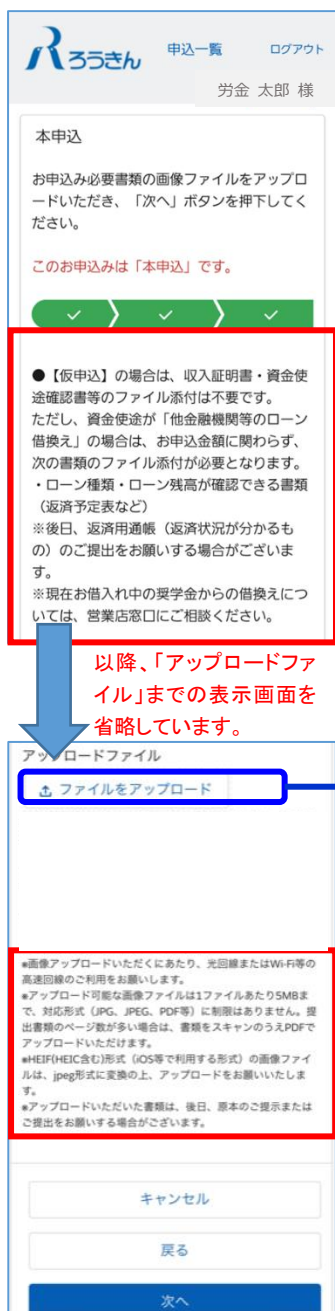 ろうきん 申込一覧 ログアウト
労金 太郎 様
本申込
お申込み必要書類の画像ファイルをアップロ
ードいただき、「次へ」ボタンを押下してく
ださい。
このお申込みは「本申込」です。
●【仮申込】の場合は、収入証明書・資金使
途確認書等のファイル添付は不要です。
ただし、資金使途が「他金融機関等のローン
借換え」の場合は、お申込金額に関わらず、
次の書類のファイル添付が必要となります。
・ローン種類・ローン残高が確認できる書類
（返済予定表など）
※後日、返済用通帳（返済状況が分かるも
の）のご提出をお願いする場合がございま
す。
※現在お借入れ中の奨学金からの借換えにつ
いては、営業店窓口にご相談ください。
以降、「アップロードファ
イル」までの表示画面を
省略しています。
アップロードファイル
ファイルをアップロード
※画像アップロードいただくにあたり、光回線またはWi-Fi等の
高速回線のご利用をお願いします。
※アップロード可能な画像ファイルは1ファイルあたり5MBま
で、対応形式（JPG、JPEG、PDF等）に制限はありません。提
出書類のページ数が多い場合は、書類をスキャンのうえPDFで
アップロードいただけます。
※HEIF(HEIC含む)形式（iOS等で利用する形式）の画像ファイ
ルは、jpeg形式に変換の上、アップロードをお願いいたしま
す。
※アップロードいただいた書類は、後日、原本のご提示または
ご提出をお願いする場合がございます。
キャンセル
戻る
次へ